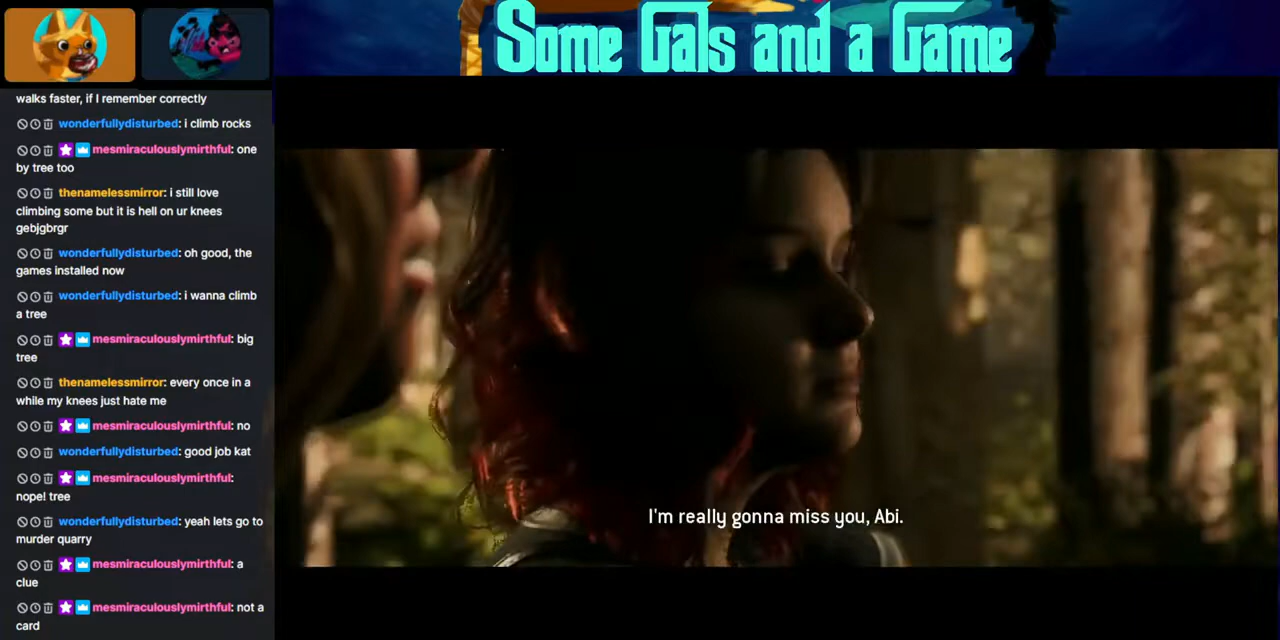 Some Gals and a Game
walks faster, if I remember correctly
wonderfullydisturbed: i climb rocks
mesmiraculouslymirthful: one
by tree too
thenamelessmirror: i still love
climbing some but it is hell on ur knees
gebjgbrgr
wonderfullydisturbed: oh good, the
games installed now
wonderfullydisturbed: i wanna climb
a tree
mesmiraculouslymirthful: big
tree
thenamelessmirror: every once in a
while my knees just hate me
mesmiraculouslymirthful: no
wonderfullydisturbed: good job kat
mesmiraculouslymirthful:
nope! tree
wonderfullydisturbed: yeah lets go to
murder quarry
mesmiraculouslymirthful: a
clue
mesmiraculouslymirthful: not a
card
I'm really gonna miss you, Abi.